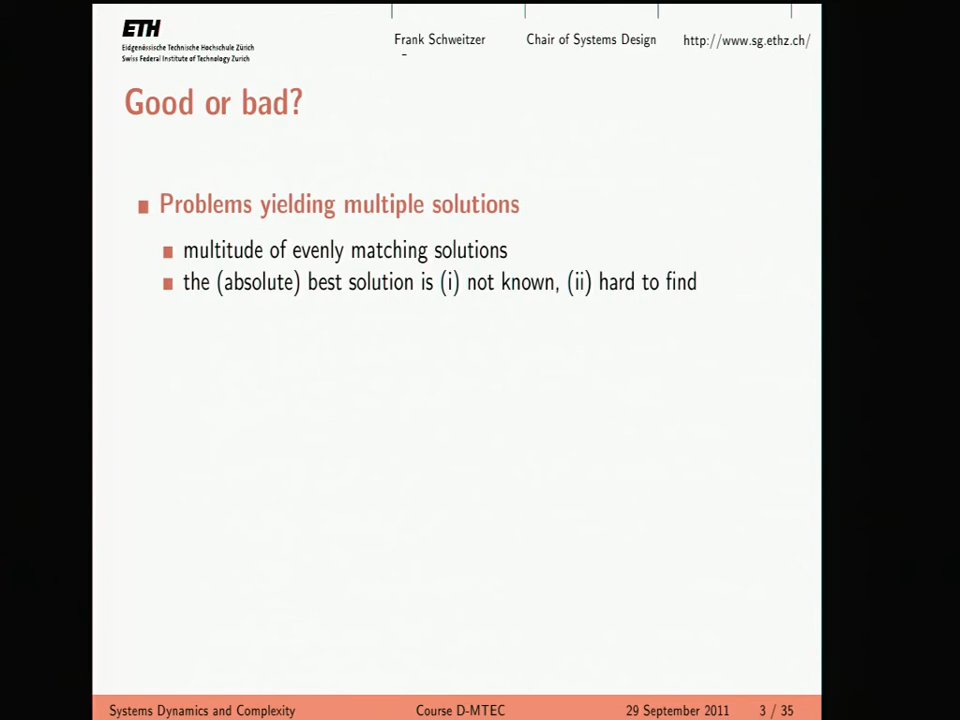 ETH
Eidgenössische Technische Hochschule Zürich
Swiss Federal Institute of Technology Zurich
Frank Schweitzer
Chair of Systems Design
http://www.sg.ethz.ch/
Good or bad?
Problems yielding multiple solutions
multitude of evenly matching solutions
the (absolute) best solution is (i) not known, (ii) hard to find
Systems Dynamics and Complexity
Course D-MTEC
29 September 2011
3 / 35